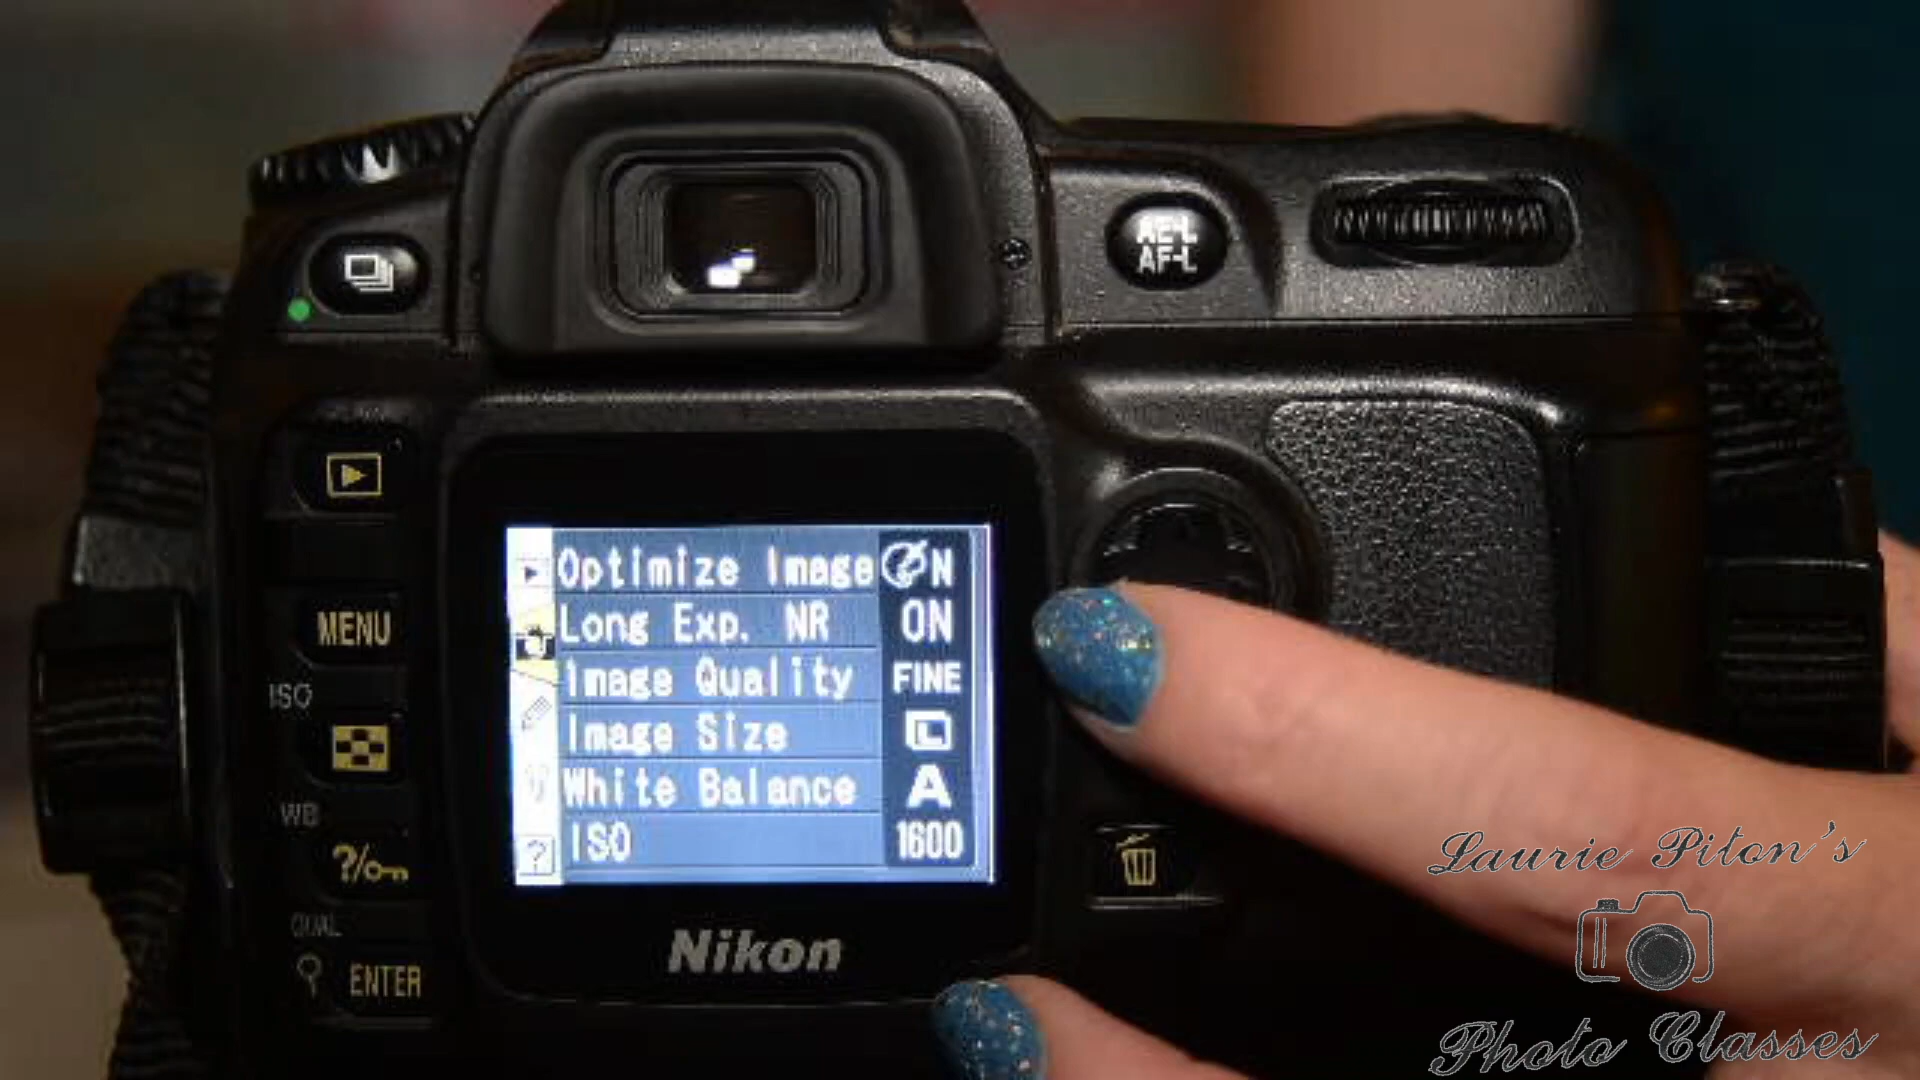 AE-L
AF-L
Optimize Image N
Long Exp. NR ON
Image Quality FINE
Image Size L
White Balance A
ISO 1600
?
MENU
ISO
WB
?/
QUAL
ENTER
Nikon
Laurie Piton's
Photo Classes